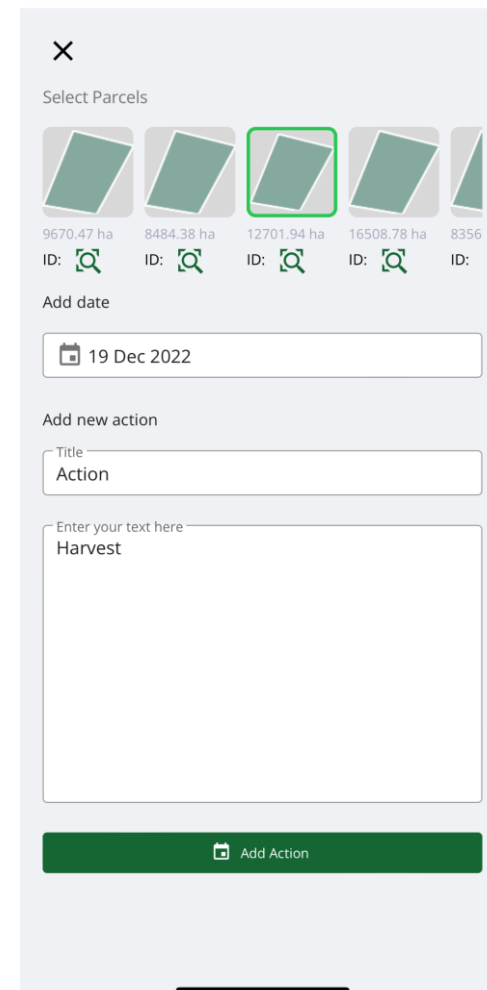 Select Parcels
9670.47 ha 8484.38 ha 12701.94 ha 16508.78 ha 8356
ID: ID: ID: ID: ID:
Add date
19 Dec 2022
Add new action
Title
Action
Enter your text here
Harvest
Add Action